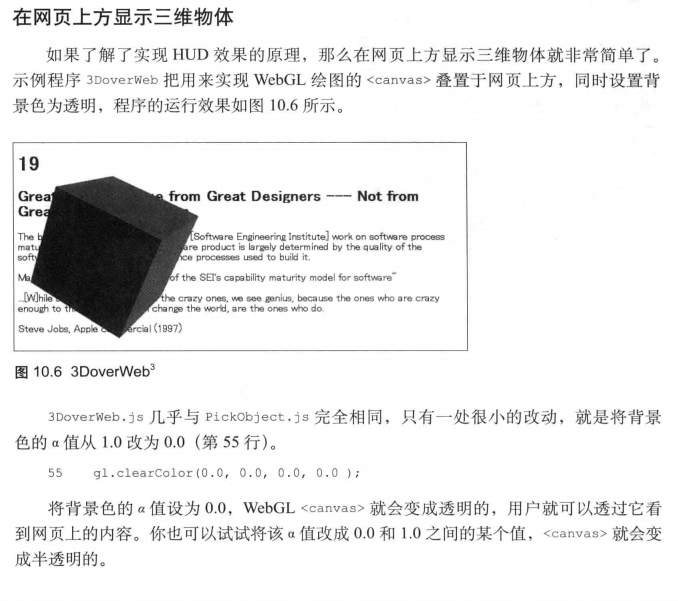 在网页上方显示三维物体
如果了解了实现 HUD 效果的原理，那么在网页上方显示三维物体就非常简单了。
示例程序 3DoverWeb 把用来实现 WebGL 绘图的 <canvas> 叠置于网页上方，同时设置背
景色为透明，程序的运行效果如图 10.6 所示。
19
Grea e from Great Designers --- Not from
Grea
The b [Software Engineering Institute] work on software process
matu are product is largely determined by the quality of the
soft nce processes used to build it.
Ma of the SEI's capability maturity model for software"
...[W]hile the crazy ones, we see genius, because the ones who are crazy
enough to th change the world, are the ones who do.
Steve Jobs, Apple c ercial (1997)
图 10.6 3DoverWeb³
3DoverWeb.js 几乎与 PickObject.js 完全相同，只有一处很小的改动，就是将背景
色的 α 值从 1.0 改为 0.0（第 55 行）。
55 gl.clearColor(0.0, 0.0, 0.0, 0.0 );
将背景色的 α 值设为 0.0，WebGL <canvas> 就会变成透明的，用户就可以透过它看
到网页上的内容。你也可以试试将该 α 值改成 0.0 和 1.0 之间的某个值，<canvas> 就会变
成半透明的。